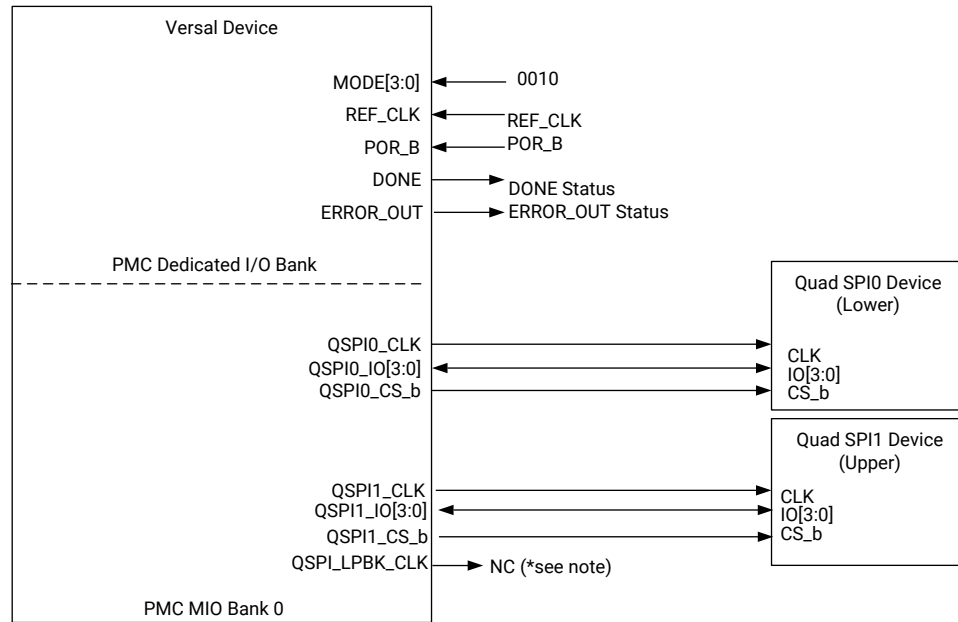 Versal Device
MODE[3:0]
0010
REF_CLK
REF_CLK
POR_B
POR_B
DONE
DONE Status
ERROR_OUT
ERROR_OUT Status
PMC Dedicated I/O Bank
Quad SPI0 Device
(Lower)
QSPI0_CLK
CLK
QSPI0_IO[3:0]
IO[3:0]
QSPI0_CS_b
CS_b
Quad SPI1 Device
(Upper)
QSPI1_CLK
CLK
QSPI1_IO[3:0]
IO[3:0]
QSPI1_CS_b
CS_b
QSPI_LPBK_CLK
NC (*see note)
PMC MIO Bank 0